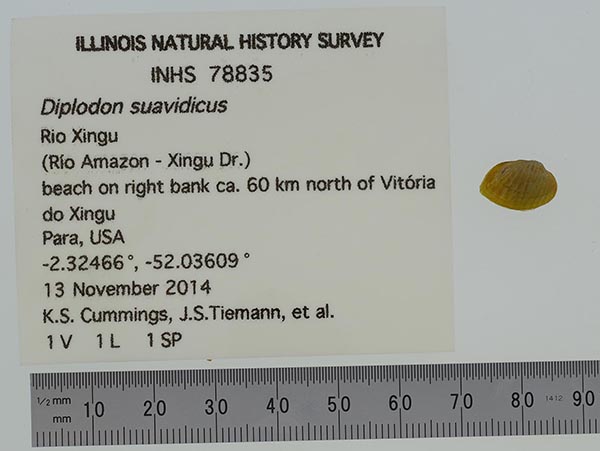 ILLINOIS NATURAL HISTORY SURVEY
INHS 78835
Diplodon suavidicus
Rio Xingu
(Río Amazon - Xingu Dr.)
beach on right bank ca. 60 km north of Vitória
do Xingu
Para, USA
-2.32466°, -52.03609°
13 November 2014
K.S. Cummings, J.S.Tiemann, et al.
1 V 1 L 1 SP
1/2 mm
mm 10 20 30 40 50 60 70 80 1412 90